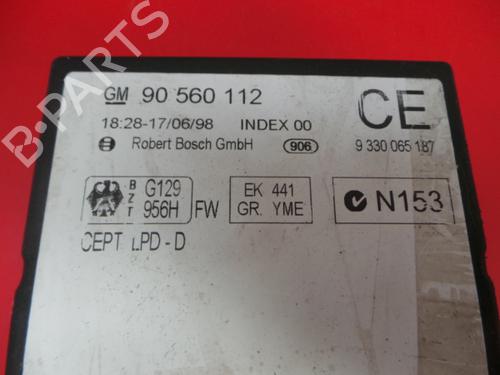 GM 90 560 112
CE
18:28-17/06/98 INDEX 00
9 330 065 187
Robert Bosch GmbH 906
BZT G129 956H FW
EK 441
GR. YME
N153
CEPT LPD - D
B-PARTS